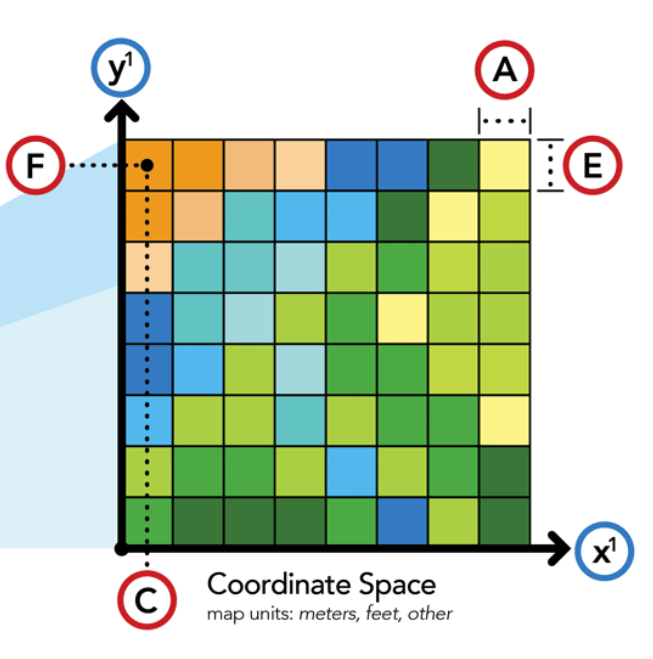 y¹
A
F
E
x¹
C
Coordinate Space
map units: meters, feet, other